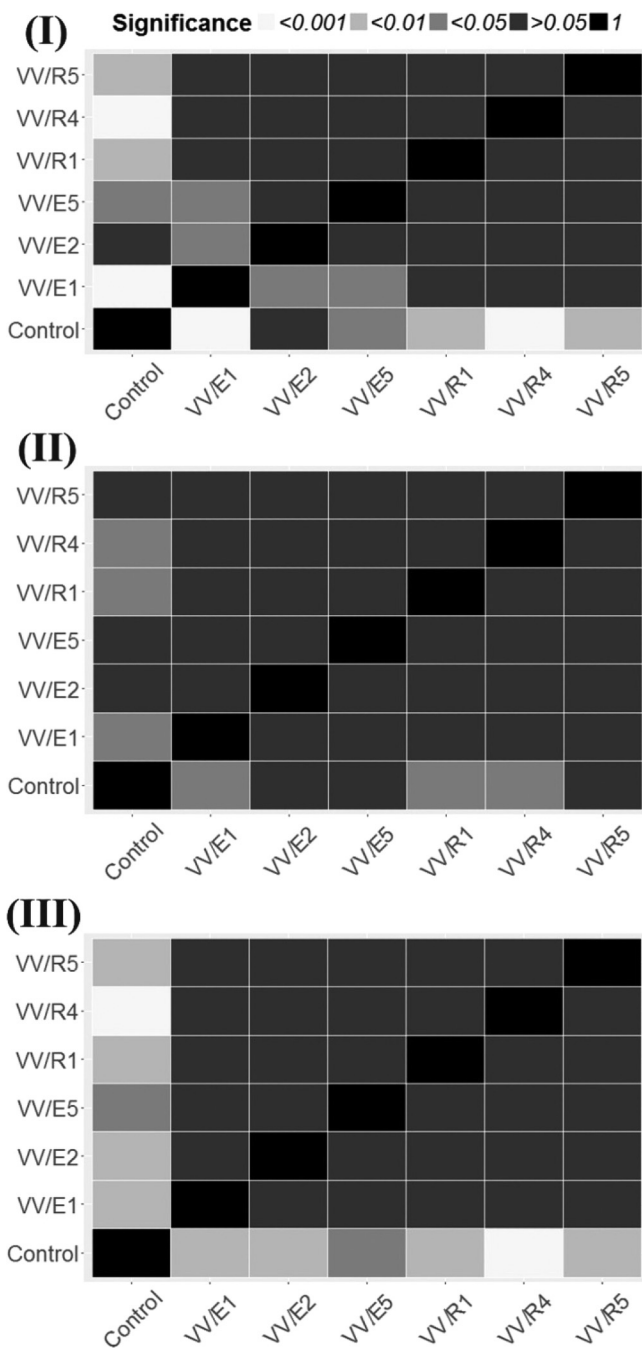 (I) Significance <0.001 <0.01 <0.05 >0.05 1
VV/R5
VV/R4
VV/R1
VV/E5
VV/E2
VV/E1
Control
Control VV/E1 VV/E2 VV/E5 VV/R1 VV/R4 VV/R5
(II)
VV/R5
VV/R4
VV/R1
VV/E5
VV/E2
VV/E1
Control
Control VV/E1 VV/E2 VV/E5 VV/R1 VV/R4 VV/R5
(III)
VV/R5
VV/R4
VV/R1
VV/E5
VV/E2
VV/E1
Control
Control VV/E1 VV/E2 VV/E5 VV/R1 VV/R4 VV/R5